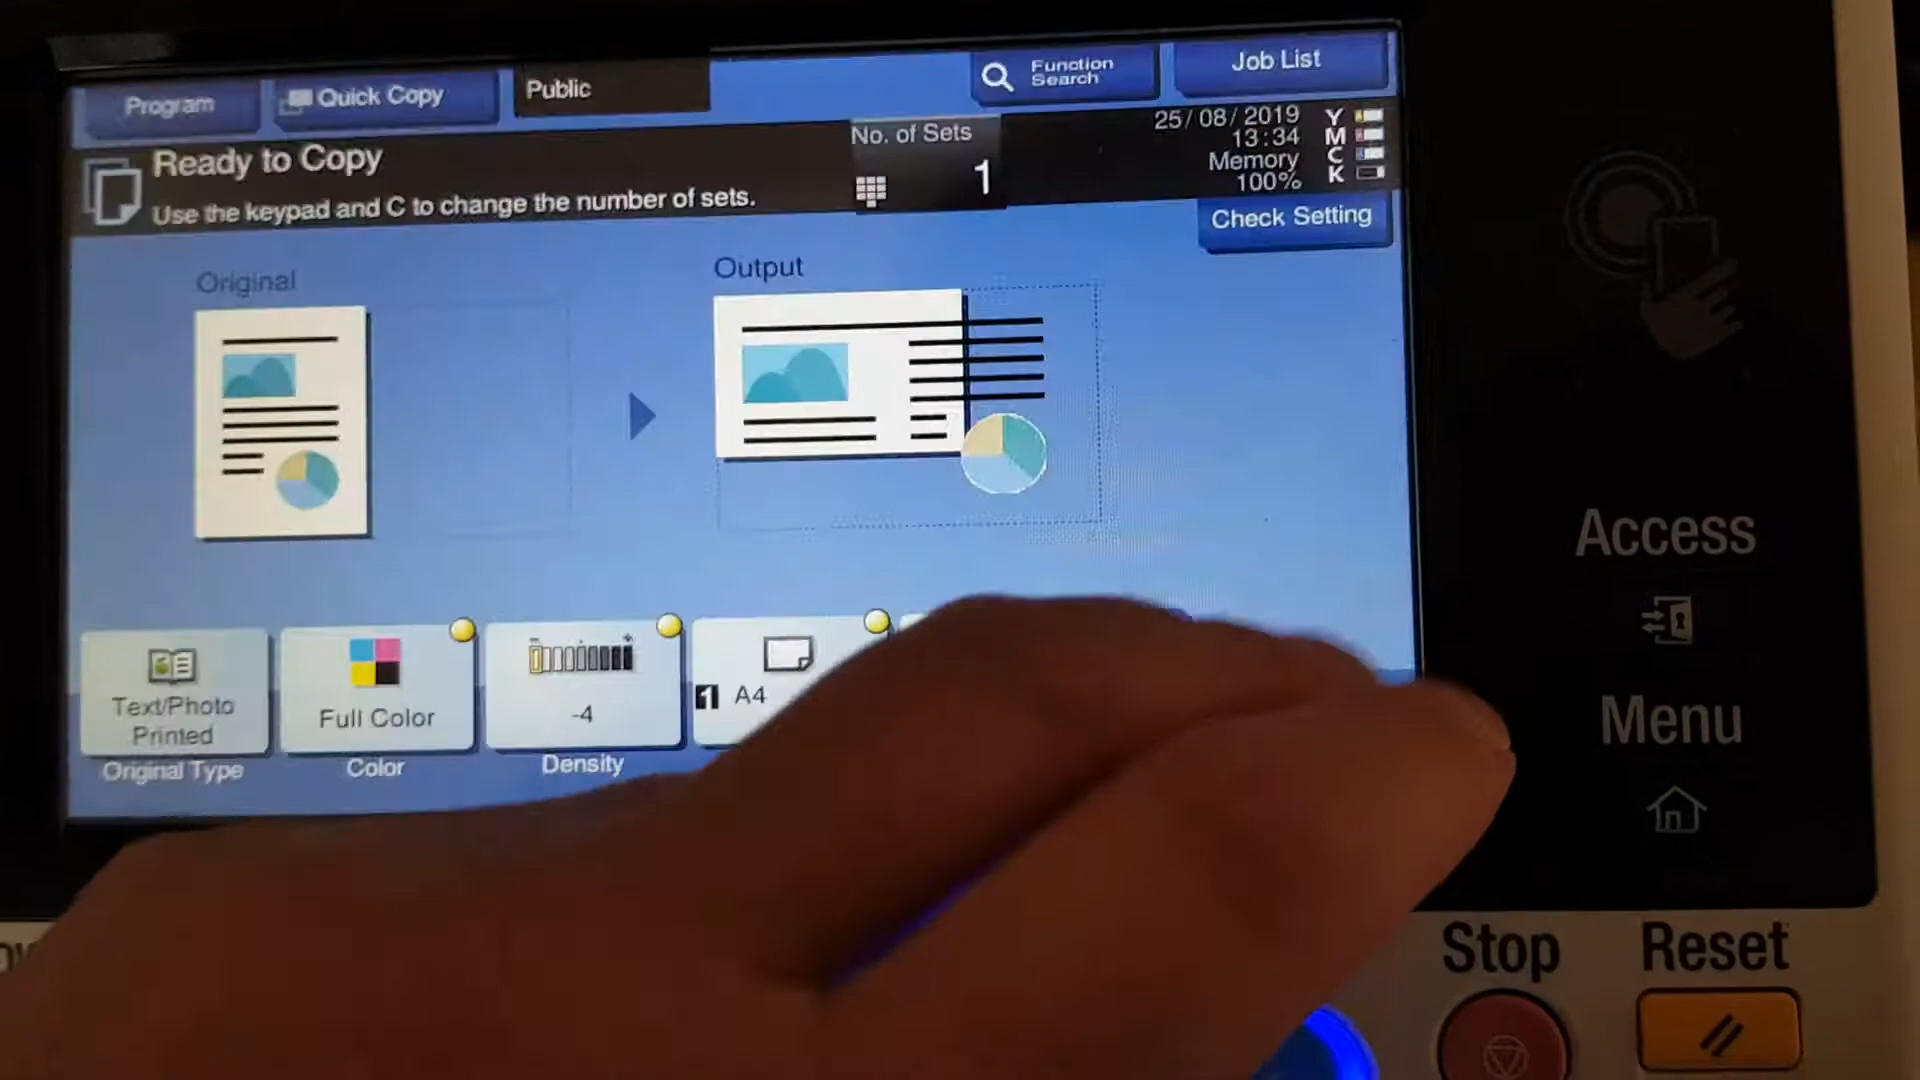 Program
Quick Copy
Public
Function
Search
Job List
Ready to Copy
Use the keypad and C to change the number of sets.
No. of Sets
1
25/08/2019
13:34
Memory
100%
Y
M
C
K
Check Setting
Original
Output
Text/Photo
Printed
Original Type
Full Color
Color
-4
Density
1 A4
Access
Menu
Stop
Reset